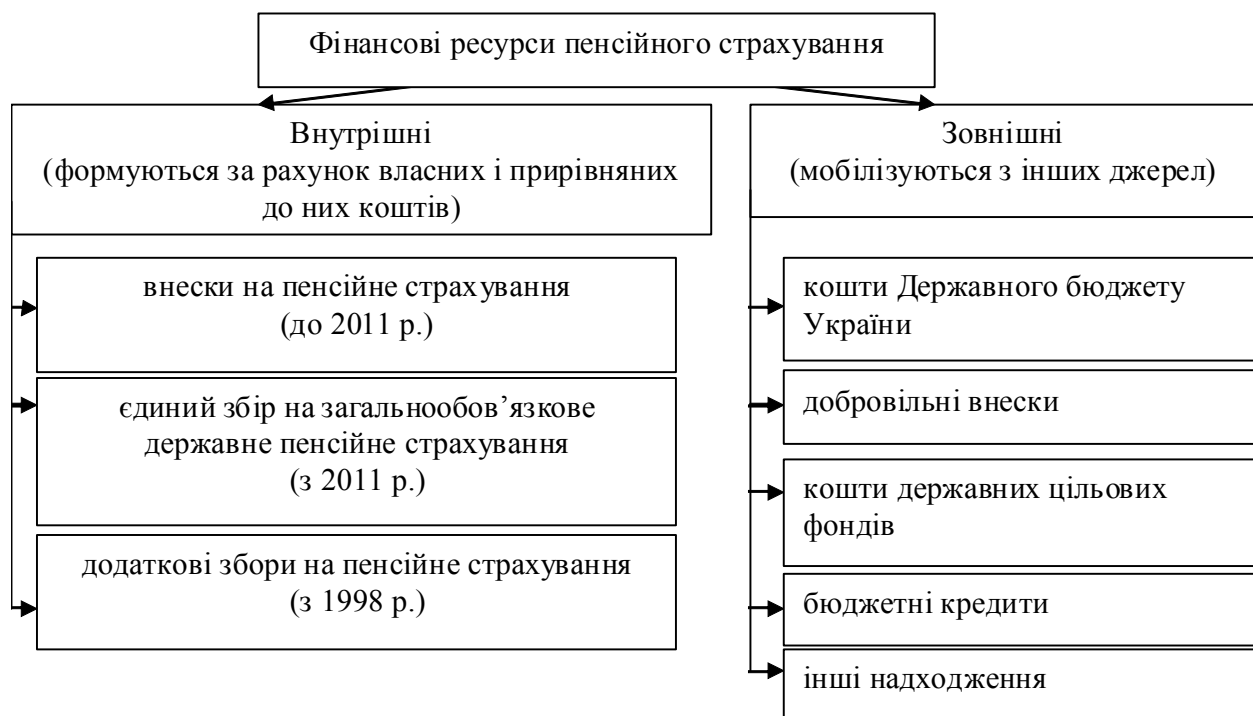 Фінансові ресурси пенсійного страхування
Внутрішні
(формуються за рахунок власних і прирівняних
до них коштів)
внески на пенсійне страхування
(до 2011 р.)
єдиний збір на загальнообов’язкове
державне пенсійне страхування
(з 2011 р.)
додаткові збори на пенсійне страхування
(з 1998 р.)
Зовнішні
(мобілізуються з інших джерел)
кошти Державного бюджету
України
добровільні внески
кошти державних цільових
фондів
бюджетні кредити
інші надходження